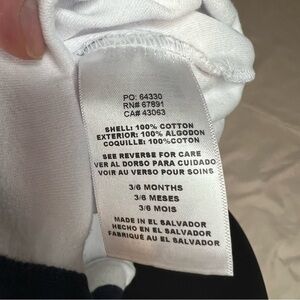 PO: 64330
RN# 67891
CA# 43063
SHELL: 100% COTTON
EXTERIOR: 100% ALGODON
COQUILLE: 100% COTON
SEE REVERSE FOR CARE
VER AL DORSO PARA CUIDADO
VOIR AU VERSO POUR SOINS
3/6 MONTHS
3/6 MESES
3/6 MOIS
MADE IN EL SALVADOR
HECHO EN EL SALVADOR
FABRIQUÉ AU EL SALVADOR